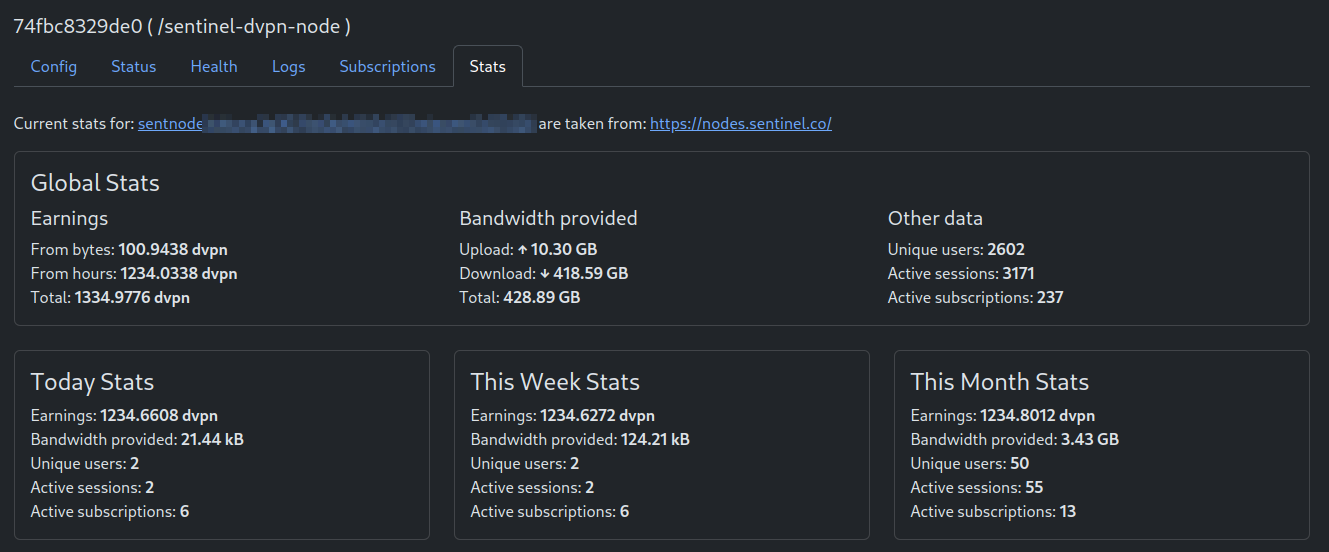 74fbc8329de0 ( /sentinel-dvpn-node )
Config Status Health Logs Subscriptions Stats
Current stats for: sentnode are taken from: https://nodes.sentinel.co/
Global Stats
Earnings
From bytes: 100.9438 dvpn
From hours: 1234.0338 dvpn
Total: 1334.9776 dvpn
Bandwidth provided
Upload: ↑ 10.30 GB
Download: ↓ 418.59 GB
Total: 428.89 GB
Other data
Unique users: 2602
Active sessions: 3171
Active subscriptions: 237
Today Stats
Earnings: 1234.6608 dvpn
Bandwidth provided: 21.44 kB
Unique users: 2
Active sessions: 2
Active subscriptions: 6
This Week Stats
Earnings: 1234.6272 dvpn
Bandwidth provided: 124.21 kB
Unique users: 2
Active sessions: 2
Active subscriptions: 6
This Month Stats
Earnings: 1234.8012 dvpn
Bandwidth provided: 3.43 GB
Unique users: 50
Active sessions: 55
Active subscriptions: 13